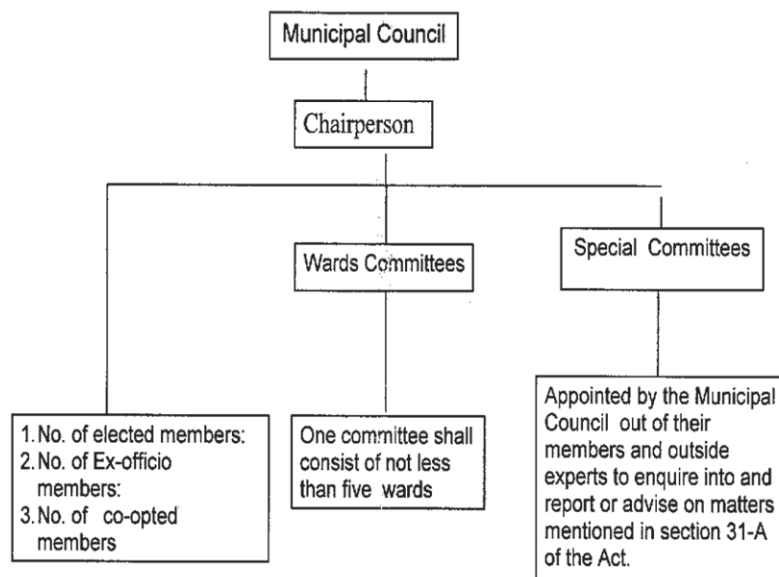 Municipal Council
Chairperson
Wards Committees
Special Committees
1. No. of elected members:
2. No. of Ex-officio
members:
3. No. of co-opted
members
One committee shall
consist of not less
than five wards
Appointed by the Municipal
Council out of their
members and outside
experts to enquire into and
report or advise on matters
mentioned in section 31-A
of the Act.